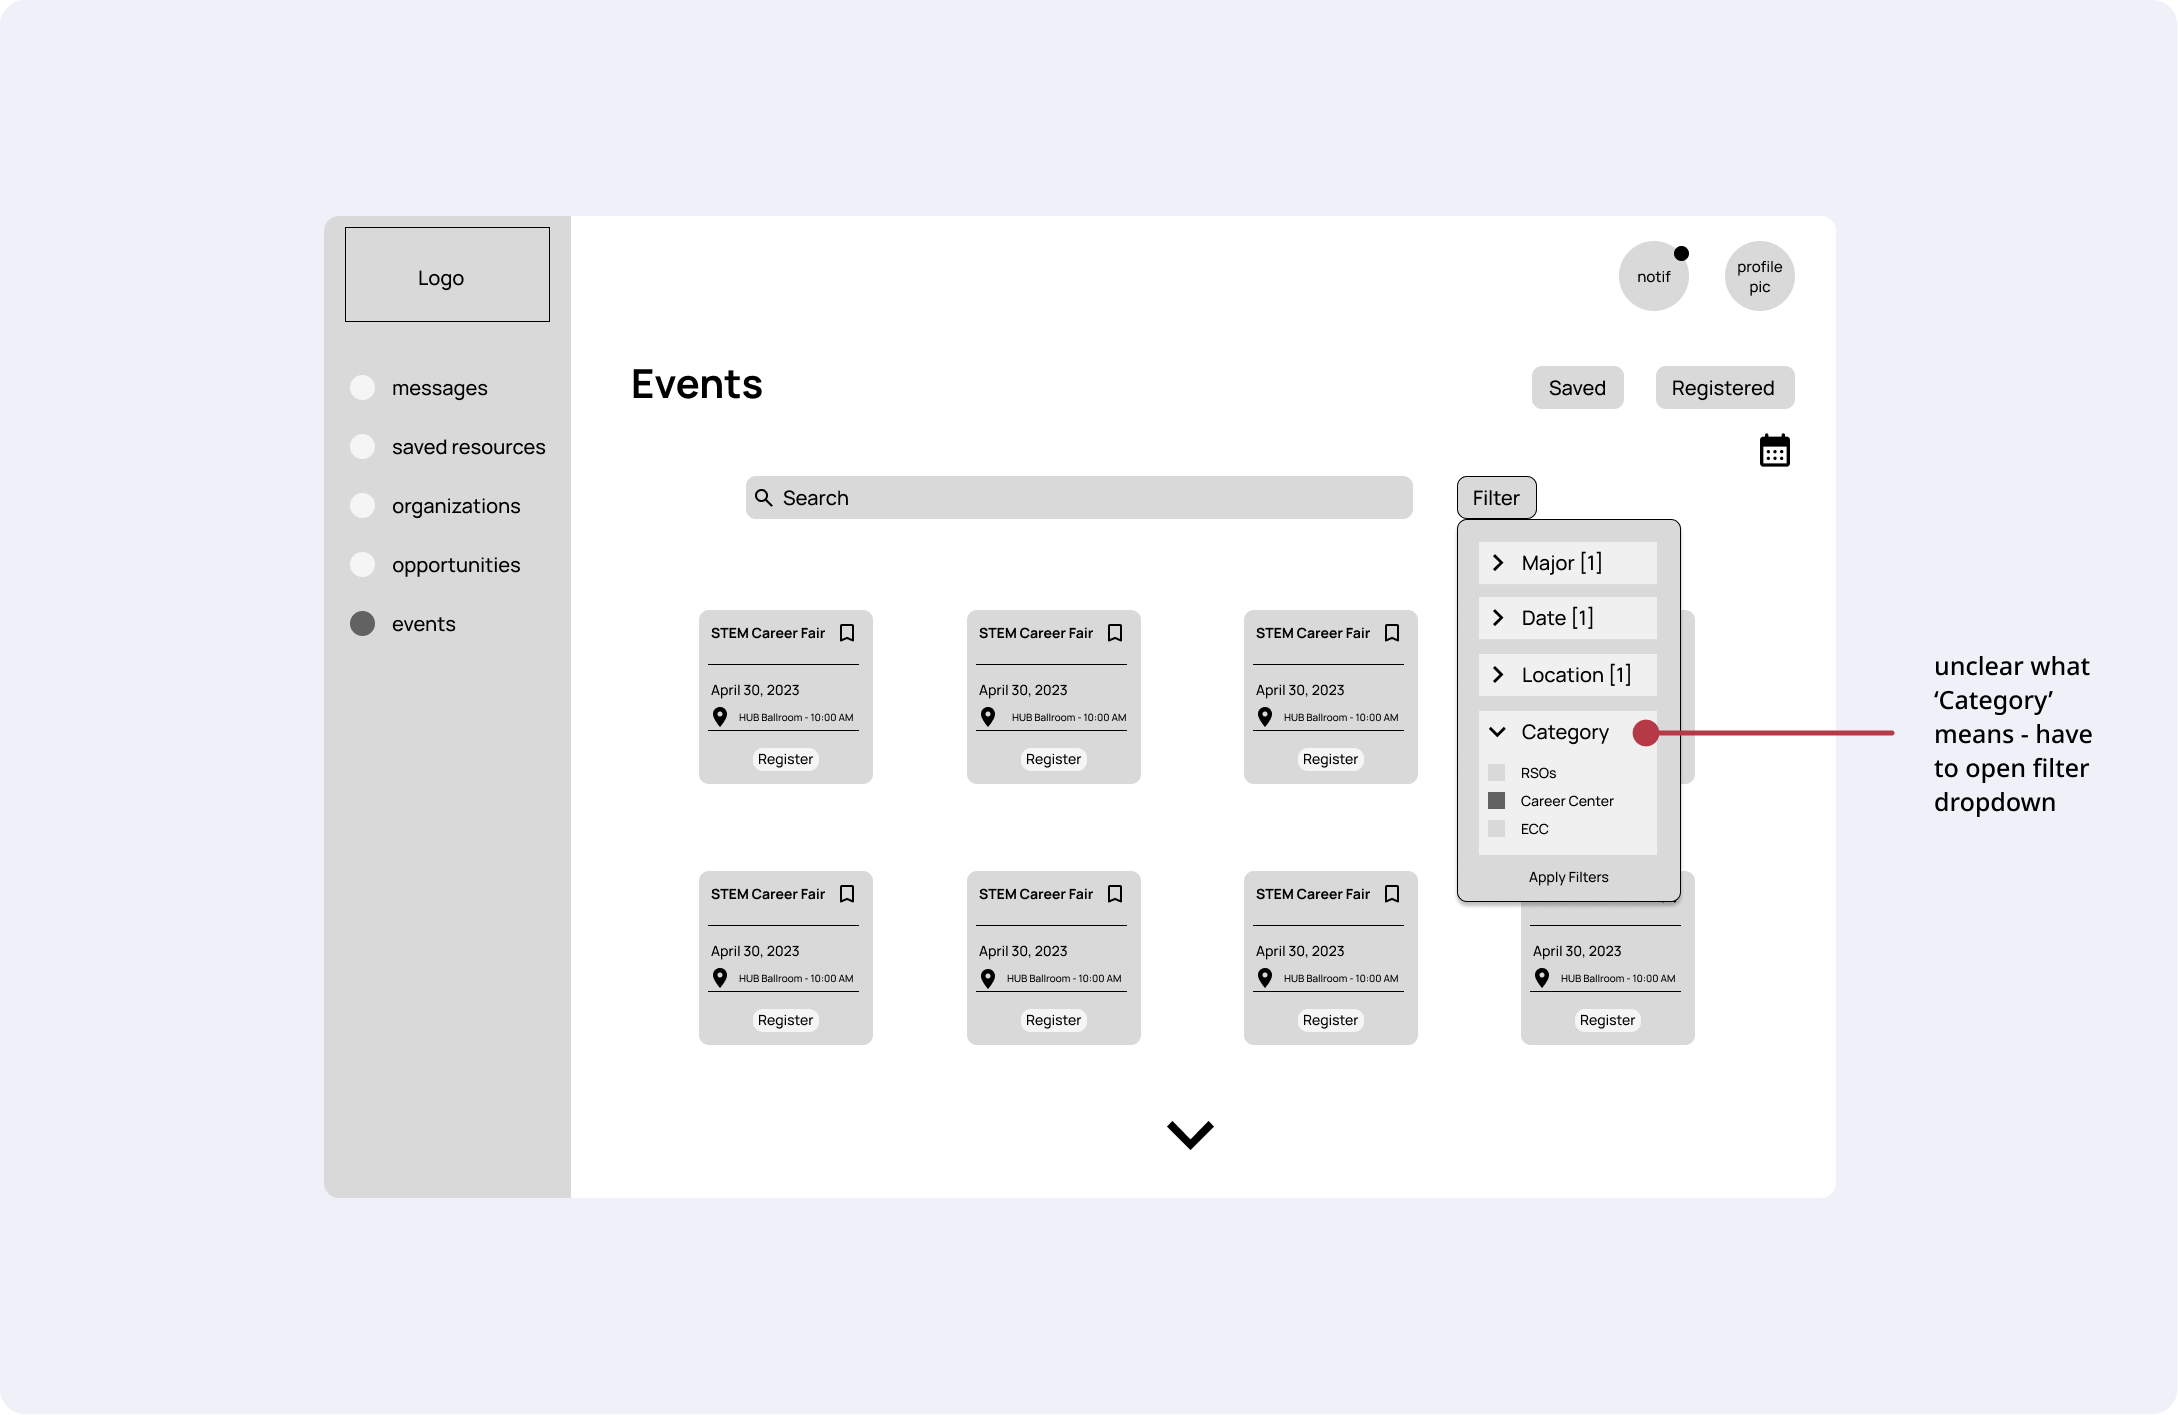 Logo
messages
saved resources
organizations
opportunities
events
notif
profile
pic
Events
Saved
Registered
Search
Filter
Major [1]
Date [1]
Location [1]
Category
RSOs
Career Center
ECC
Apply Filters
STEM Career Fair
April 30, 2023
HUB Ballroom - 10:00 AM
Register
STEM Career Fair
April 30, 2023
HUB Ballroom - 10:00 AM
Register
STEM Career Fair
April 30, 2023
HUB Ballroom - 10:00 AM
Register
STEM Career Fair
April 30, 2023
HUB Ballroom - 10:00 AM
Register
STEM Career Fair
April 30, 2023
HUB Ballroom - 10:00 AM
Register
STEM Career Fair
April 30, 2023
HUB Ballroom - 10:00 AM
Register
April 30, 2023
HUB Ballroom - 10:00 AM
Register
unclear what
‘Category’
means - have
to open filter
dropdown